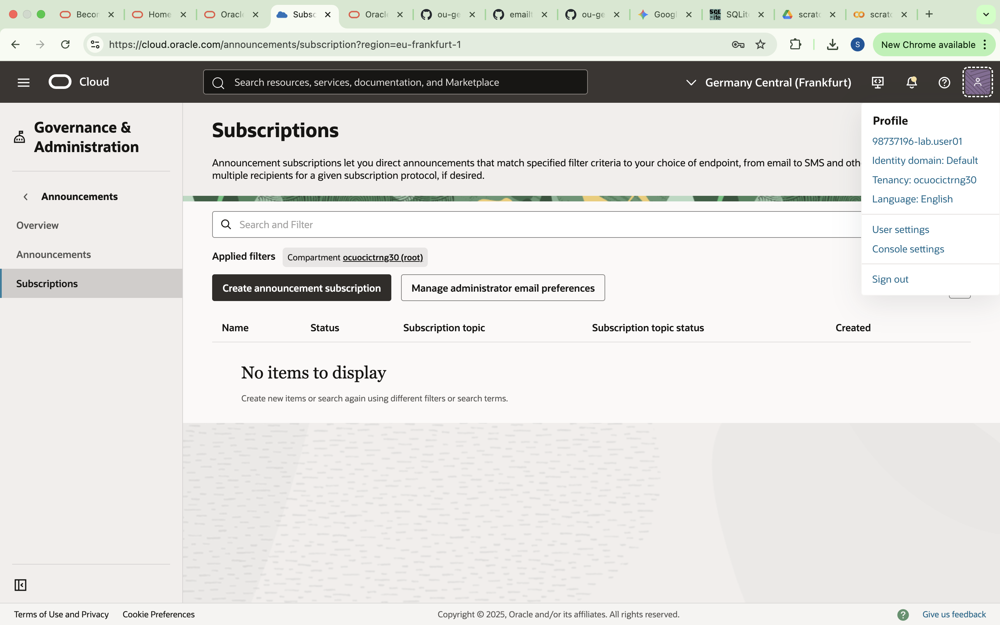 Becor
Home
Oracle
Subsc
Oracle
ou-ge
email
ou-ge
Googl
SQLite
scratc
scratc
https://cloud.oracle.com/announcements/subscription?region=eu-frankfurt-1
S
New Chrome available
Cloud
Search resources, services, documentation, and Marketplace
Germany Central (Frankfurt)
Governance &
Administration
Announcements
Overview
Announcements
Subscriptions
Subscriptions
Announcement subscriptions let you direct announcements that match specified filter criteria to your choice of endpoint, from email to SMS and oth
multiple recipients for a given subscription protocol, if desired.
Search and Filter
Applied filters
Compartment ocuocictrng30 (root)
Create announcement subscription
Manage administrator email preferences
Name
Status
Subscription topic
Subscription topic status
Created
No items to display
Create new items or search again using different filters or search terms.
Profile
98737196-lab.user01
Identity domain: Default
Tenancy: ocuocictrng30
Language: English
User settings
Console settings
Sign out
Terms of Use and Privacy
Cookie Preferences
Copyright © 2025, Oracle and/or its affiliates. All rights reserved.
Give us feedback